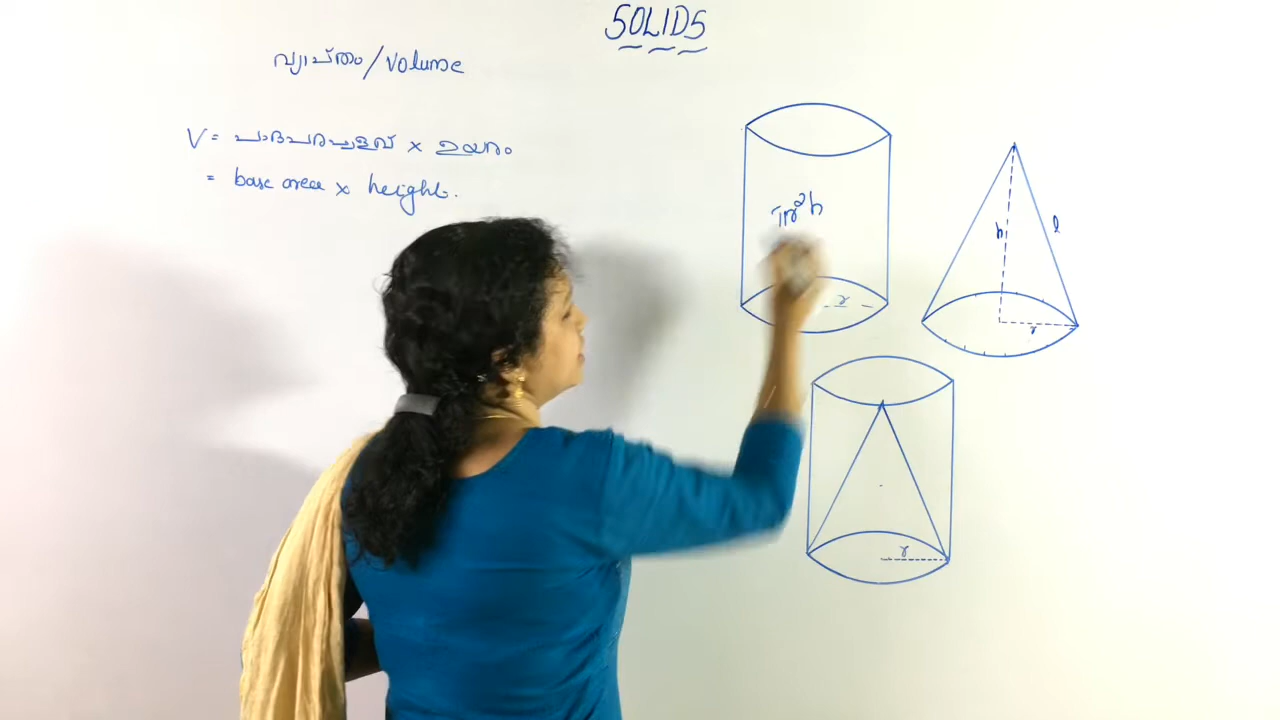 SOLIDS
വ്യാപ്തം/Volume
V = പാദപരപ്പളവ് × ഉയരം
= base area × height.
πr²h
r
h
l
r
r